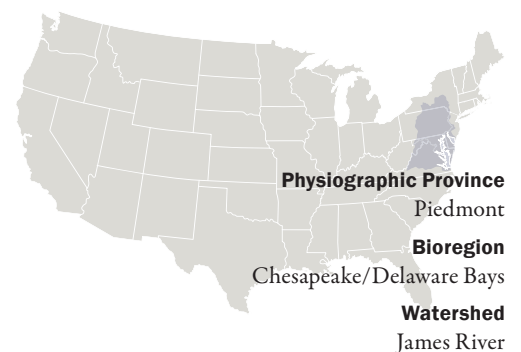 Physiographic Province
Piedmont
Bioregion
Chesapeake/Delaware Bays
Watershed
James River